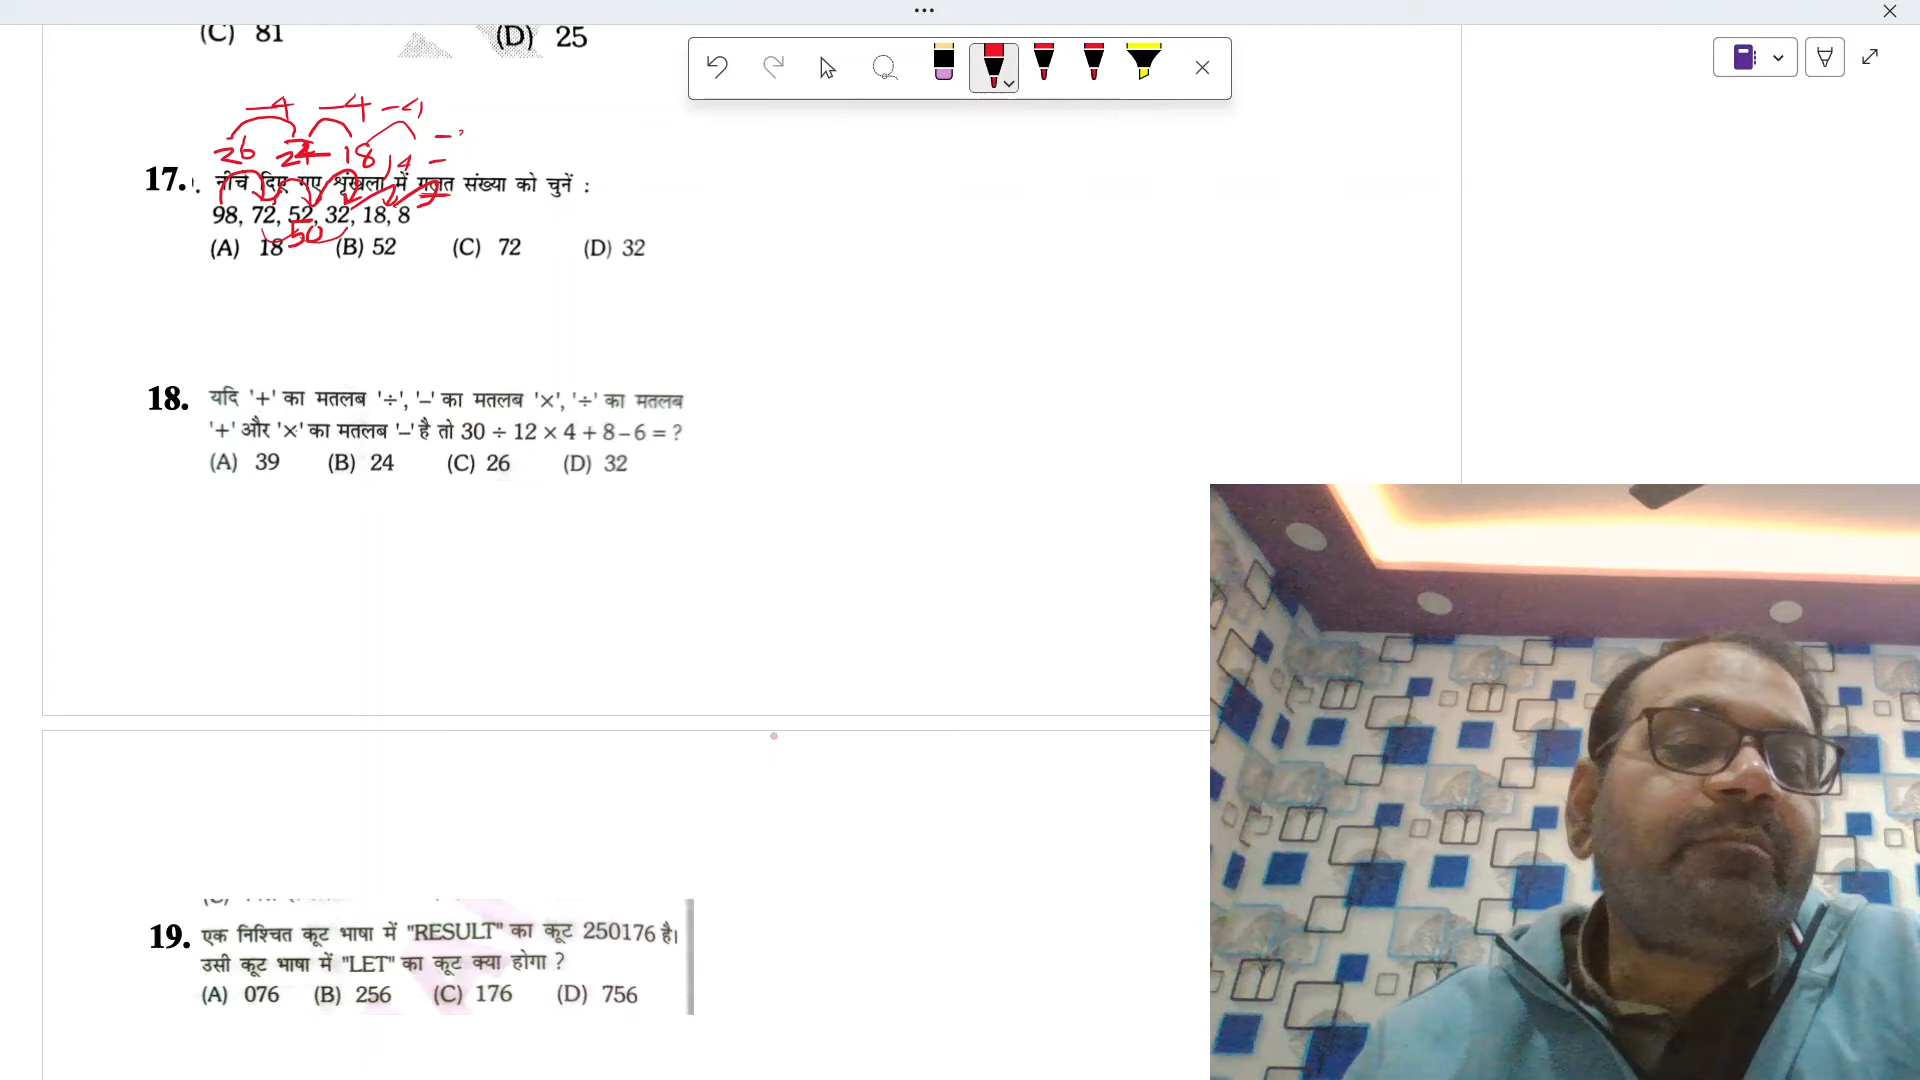 (C) 81 (D) 25
-4 -4 -4
26 22 18 14
17. नीचे दिए गए शृंखला में गलत संख्या को चुनें :
98, 72, 52, 32, 18, 8
50
(A) 18 (B) 52 (C) 72 (D) 32
18. यदि '+' का मतलब '÷', '–' का मतलब '×', '÷' का मतलब
'+' और '×' का मतलब '–' है तो 30 ÷ 12 × 4 + 8 – 6 = ?
(A) 39 (B) 24 (C) 26 (D) 32
19. एक निश्चित कूट भाषा में "RESULT" का कूट 250176 है।
उसी कूट भाषा में "LET" का कूट क्या होगा ?
(A) 076 (B) 256 (C) 176 (D) 756